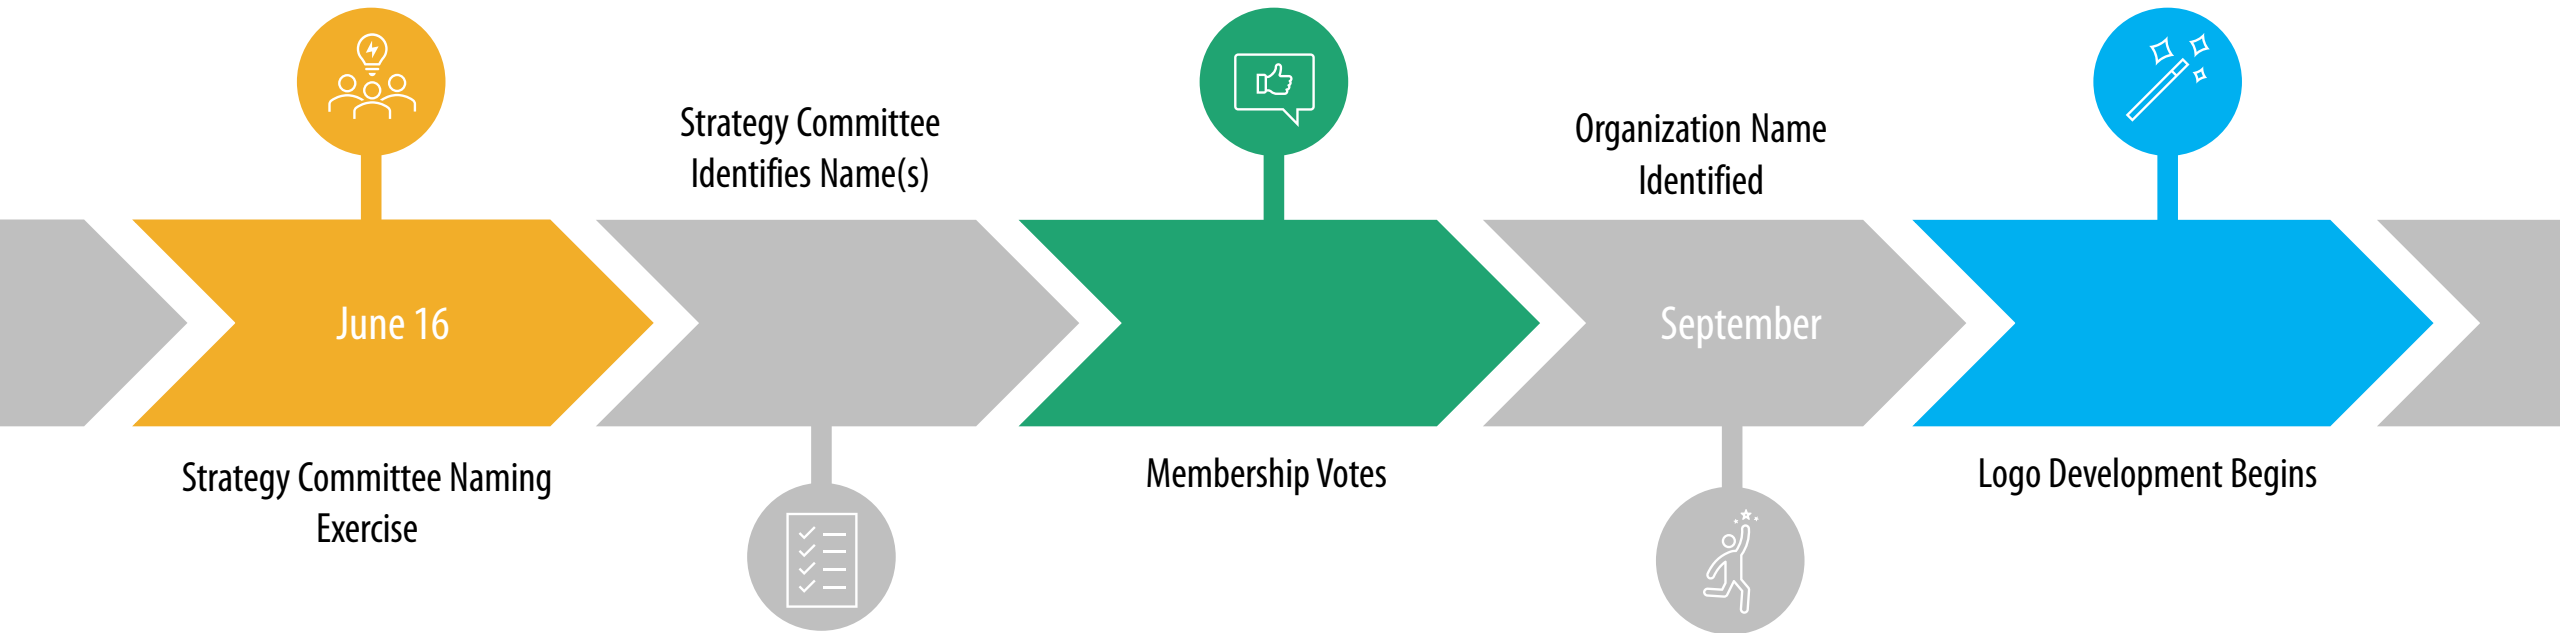 June 16
Strategy Committee Naming
Exercise
Strategy Committee
Identifies Name(s)
Membership Votes
Organization Name
Identified
September
Logo Development Begins